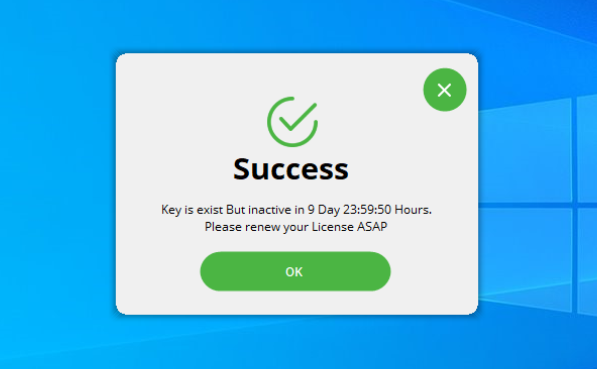 Success
Key is exist But inactive in 9 Day 23:59:50 Hours.
Please renew your License ASAP
OK